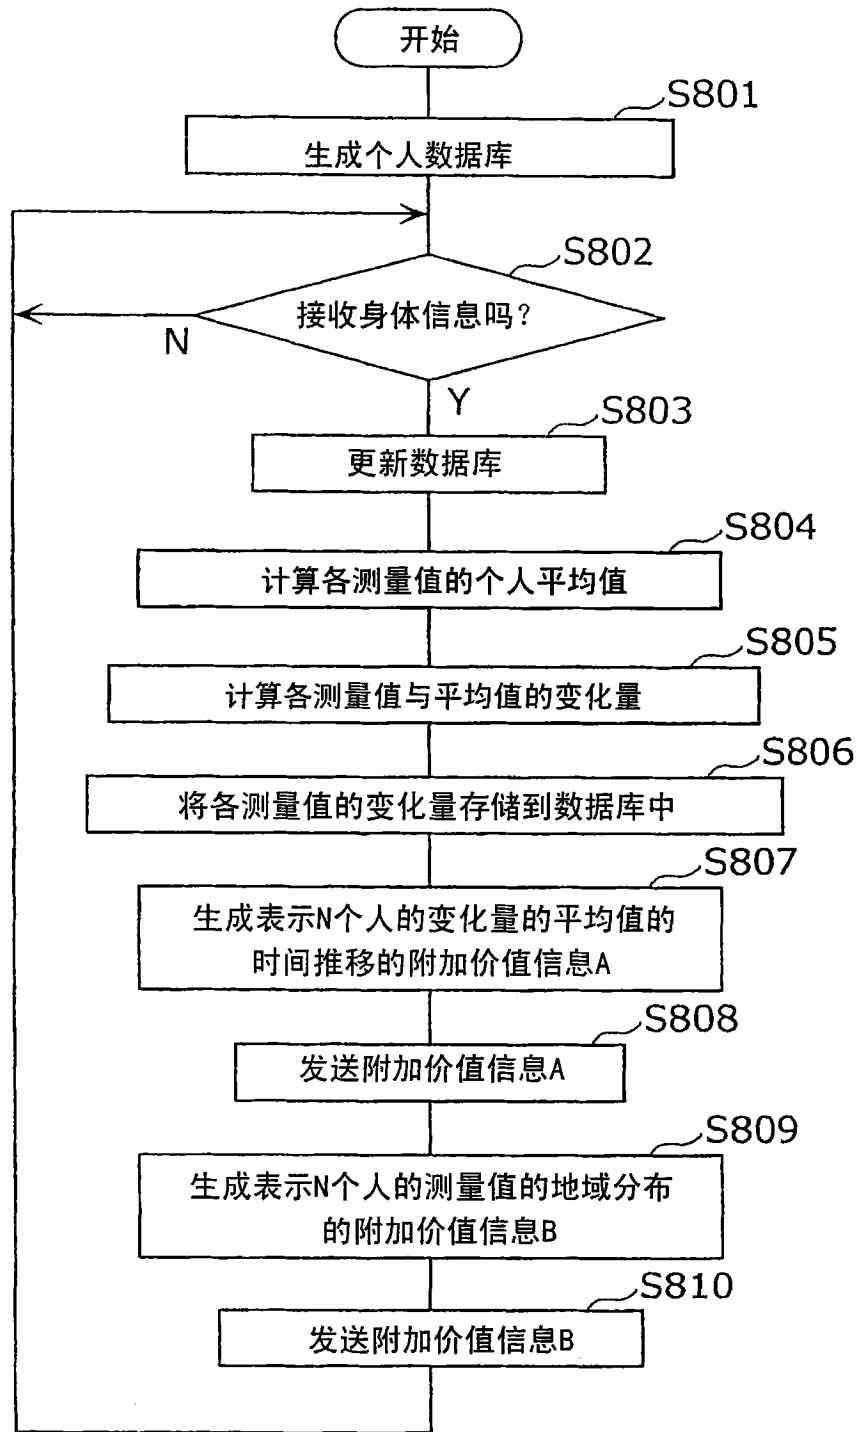 开始
S801
生成个人数据库
S802
接收身体信息吗?
N
Y
S803
更新数据库
S804
计算各测量值的个人平均值
S805
计算各测量值与平均值的变化量
S806
将各测量值的变化量存储到数据库中
S807
生成表示N个人的变化量的平均值的
时间推移的附加价值信息A
S808
发送附加价值信息A
S809
生成表示N个人的测量值的地域分布
的附加价值信息B
S810
发送附加价值信息B